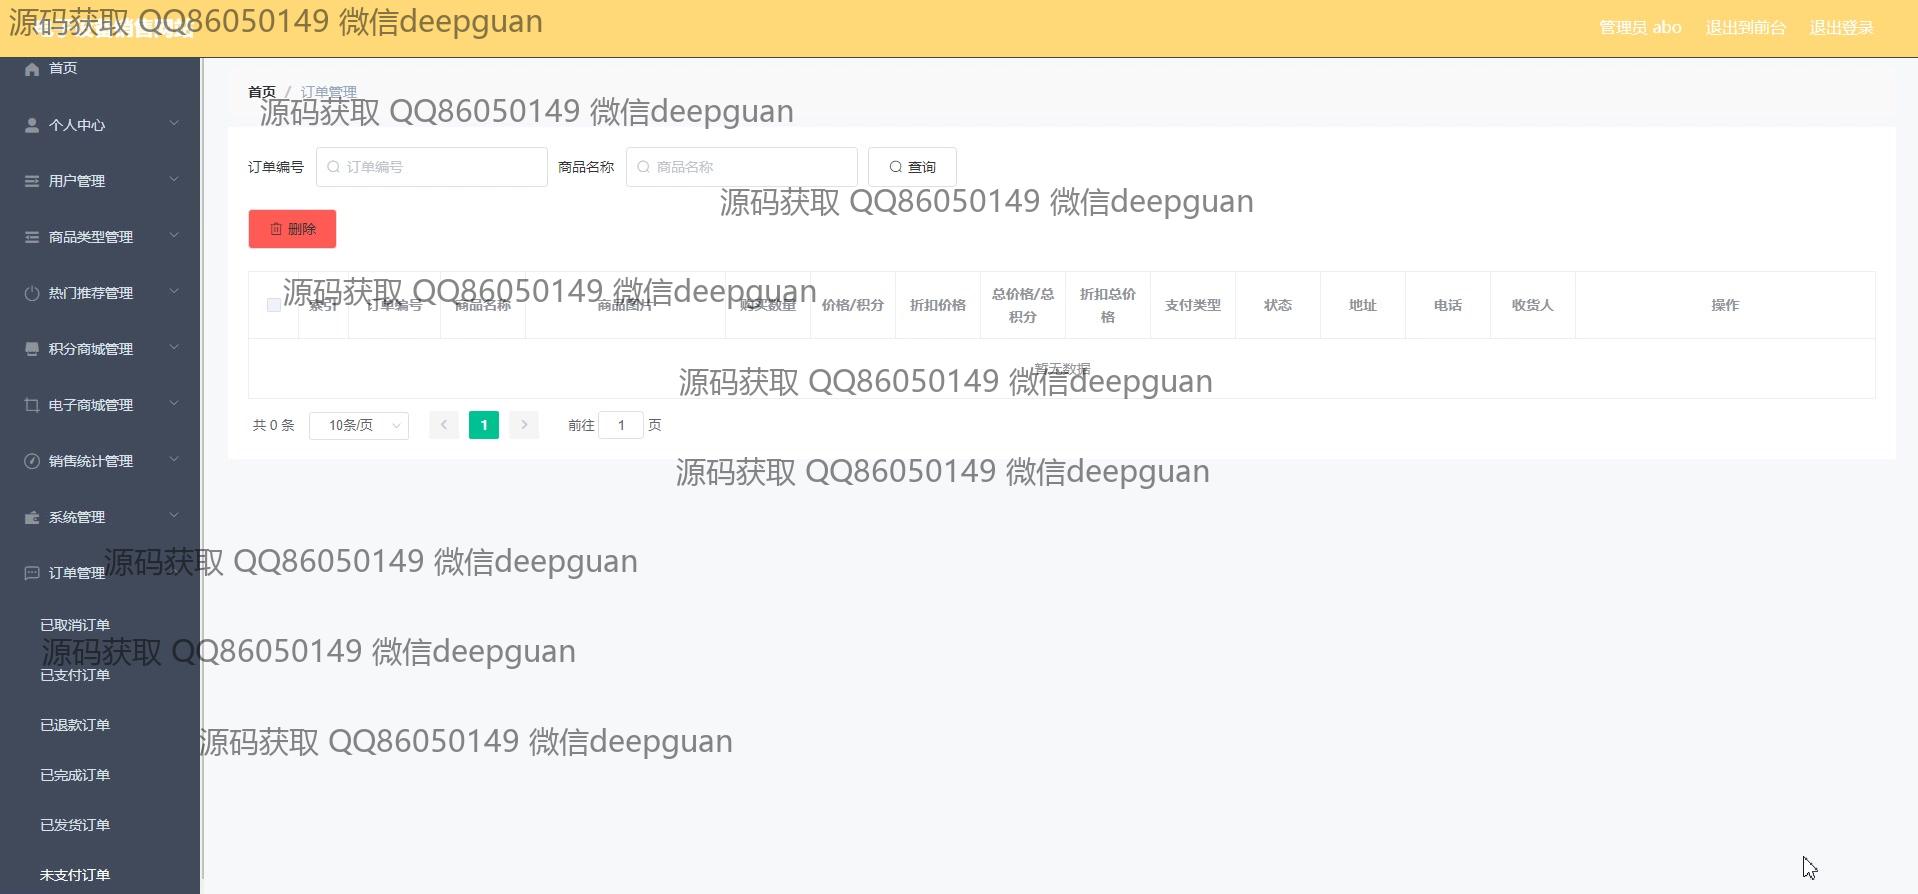 源码获取 QQ86050149 微信deepguan
管理员 abo 退出到前台 退出登录
首页
个人中心
用户管理
商品类型管理
热门推荐管理
积分商城管理
电子商城管理
销售统计管理
系统管理
订单管理
已取消订单
已支付订单
已退款订单
已完成订单
已发货订单
未支付订单
首页 / 订单管理
源码获取 QQ86050149 微信deepguan
订单编号 订单编号 商品名称 商品名称 查询
源码获取 QQ86050149 微信deepguan
删除
源码获取 QQ86050149 微信deepguan
索引 订单编号 商品名称 商品图片 购买数量 价格/积分 折扣价格 总价格/总积分 折扣总价格 支付类型 状态 地址 电话 收货人 操作
暂无数据
源码获取 QQ86050149 微信deepguan
共 0 条 10条/页 1 前往 1 页
源码获取 QQ86050149 微信deepguan
源码获取 QQ86050149 微信deepguan
源码获取 QQ86050149 微信deepguan
源码获取 QQ86050149 微信deepguan